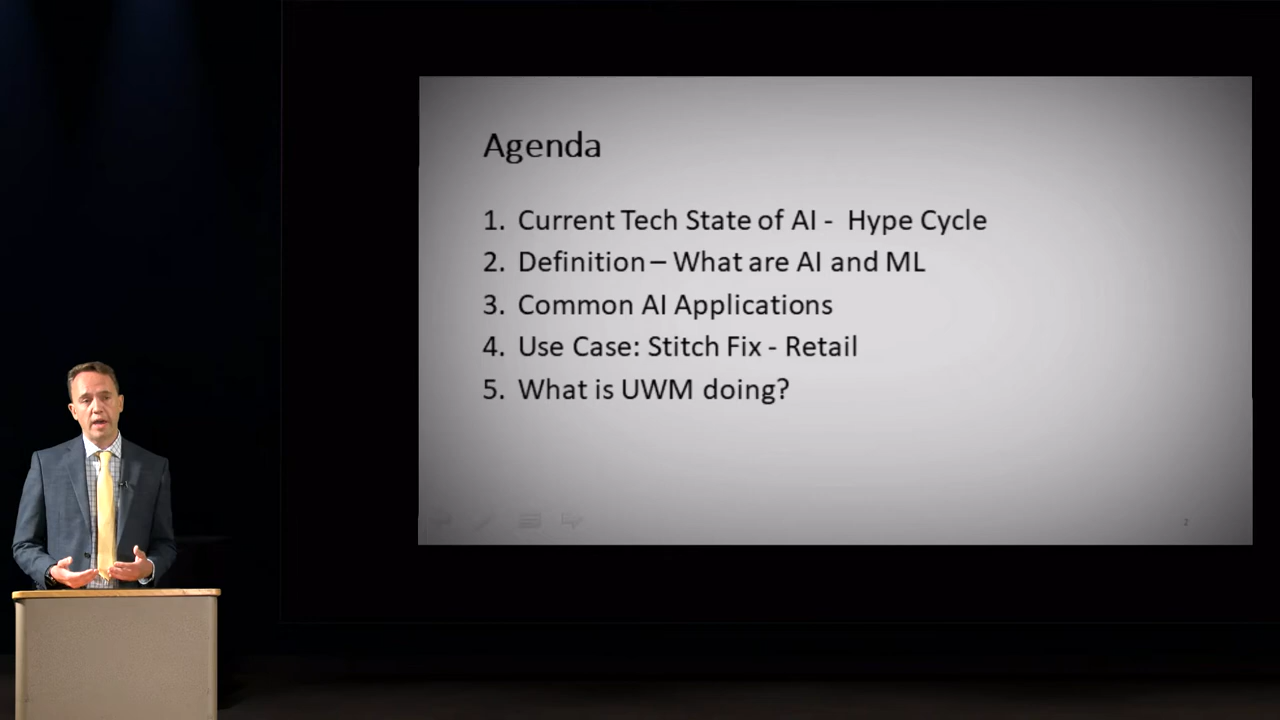 Agenda
1. Current Tech State of AI - Hype Cycle
2. Definition – What are AI and ML
3. Common AI Applications
4. Use Case: Stitch Fix - Retail
5. What is UWM doing?
2